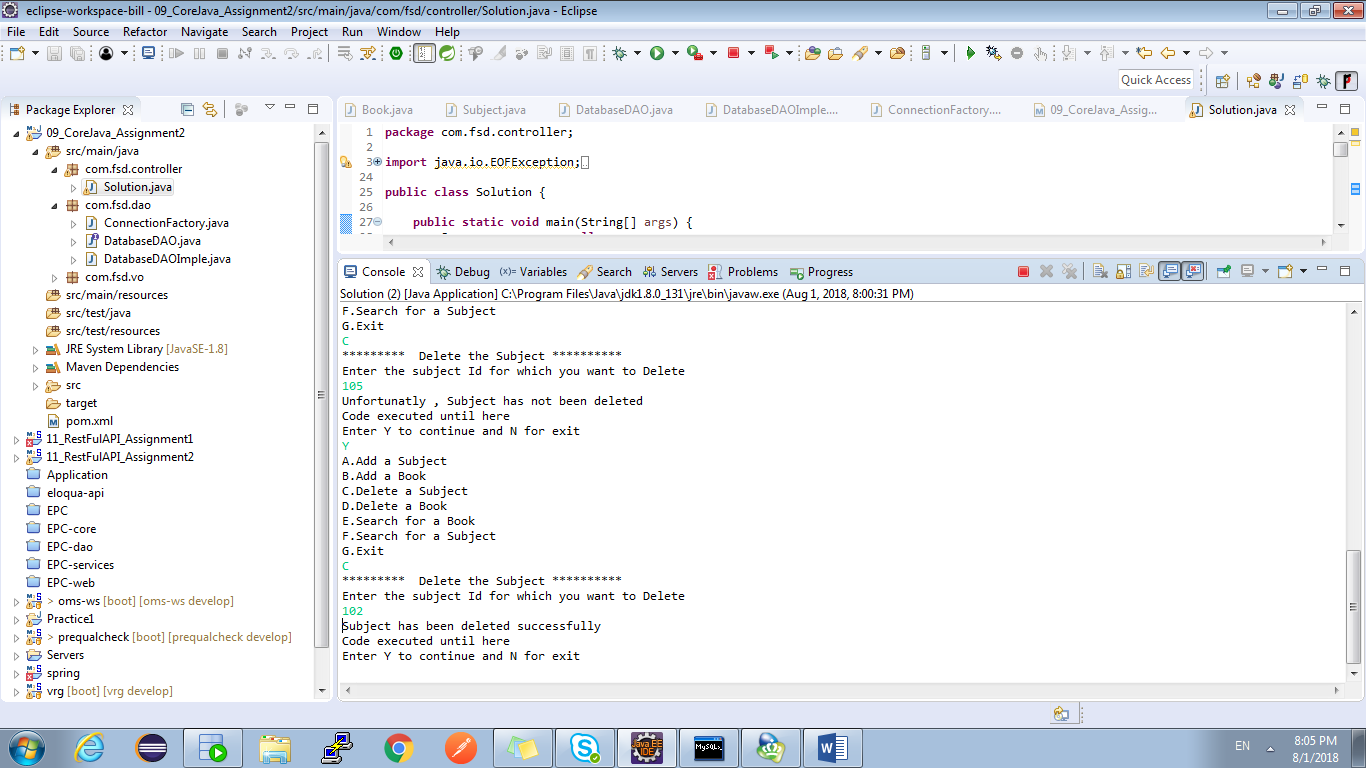 eclipse-workspace-bill - 09_CoreJava_Assignment2/src/main/java/com/fsd/controller/Solution.java - Eclipse
File Edit Source Refactor Navigate Search Project Run Window Help
Quick Access
Package Explorer
09_CoreJava_Assignment2
src/main/java
com.fsd.controller
Solution.java
com.fsd.dao
ConnectionFactory.java
DatabaseDAO.java
DatabaseDAOImple.java
com.fsd.vo
src/main/resources
src/test/java
src/test/resources
JRE System Library [JavaSE-1.8]
Maven Dependencies
src
target
pom.xml
11_RestFulAPI_Assignment1
11_RestFulAPI_Assignment2
Application
eloqua-api
EPC
EPC-core
EPC-dao
EPC-services
EPC-web
> oms-ws [boot] [oms-ws develop]
Practice1
> prequalcheck [boot] [prequalcheck develop]
Servers
spring
vrg [boot] [vrg develop]
Book.java Subject.java DatabaseDAO.java DatabaseDAOImple.... ConnectionFactory.... 09_CoreJava_Assig... Solution.java
1 package com.fsd.controller;
2
3 import java.io.EOFException;
24
25 public class Solution {
26
27 public static void main(String[] args) {
Console Debug (x)= Variables Search Servers Problems Progress
Solution (2) [Java Application] C:\Program Files\Java\jdk1.8.0_131\jre\bin\javaw.exe (Aug 1, 2018, 8:00:31 PM)
F.Search for a Subject
G.Exit
C
********* Delete the Subject **********
Enter the subject Id for which you want to Delete
105
Unfortunatly , Subject has not been deleted
Code executed until here
Enter Y to continue and N for exit
Y
A.Add a Subject
B.Add a Book
C.Delete a Subject
D.Delete a Book
E.Search for a Book
F.Search for a Subject
G.Exit
C
********* Delete the Subject **********
Enter the subject Id for which you want to Delete
102
Subject has been deleted successfully
Code executed until here
Enter Y to continue and N for exit
Java EE
IDE
MySQL
EN
8:05 PM
8/1/2018